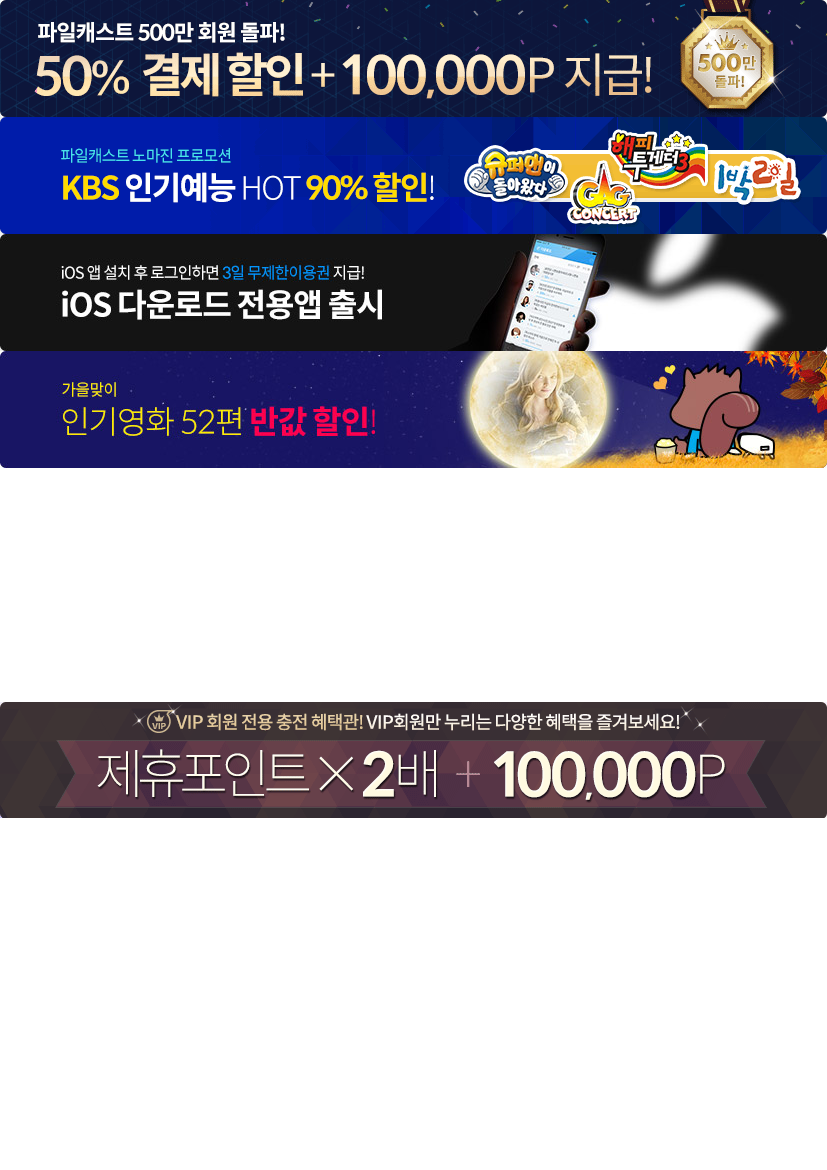 파일캐스트 500만 회원 돌파!
50% 결제 할인 + 100,000P 지급!
500만
돌파!
파일캐스트 노마진 프로모션
KBS 인기예능 HOT 90% 할인!
슈퍼맨이
돌아왔다
해피
투게더3
GAG
CONCERT
1박2일
iOS 앱 설치 후 로그인하면 3일 무제한이용권 지급!
iOS 다운로드 전용앱 출시
가을맞이
인기영화 52편 반값 할인!
VIP
VIP 회원 전용 충전 혜택관! VIP회원만 누리는 다양한 혜택을 즐겨보세요!
제휴포인트 × 2배 + 100,000P